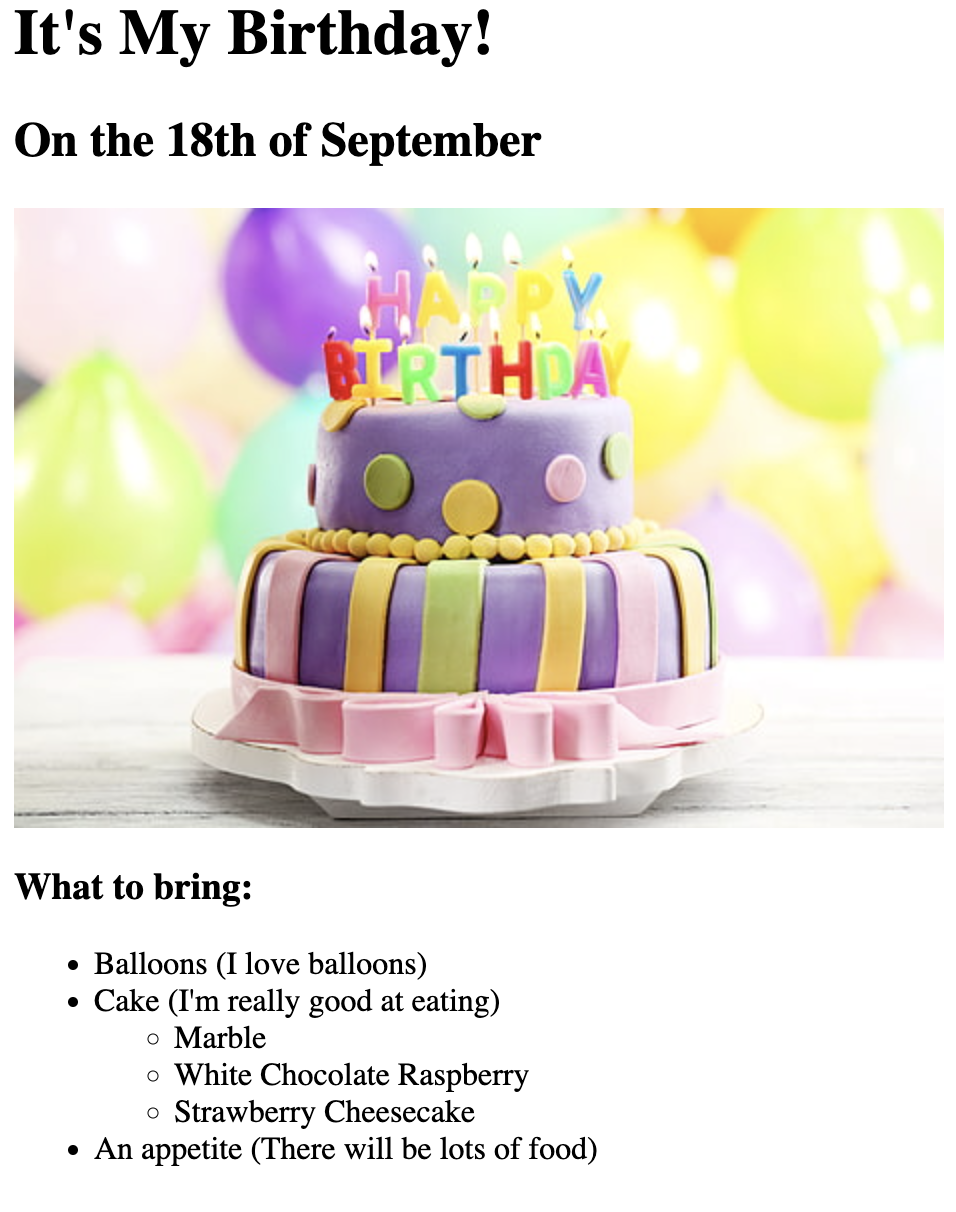 It's My Birthday!
On the 18th of September
HAPPY
BIRTHDAY
What to bring:
Balloons (I love balloons)
Cake (I'm really good at eating)
Marble
White Chocolate Raspberry
Strawberry Cheesecake
An appetite (There will be lots of food)